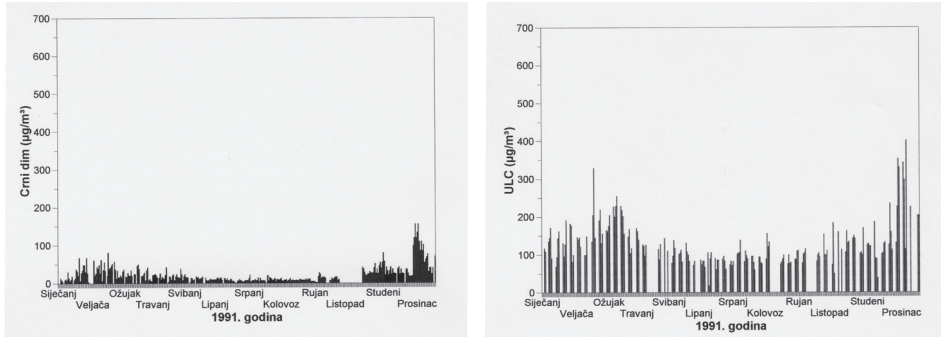 Crni dim (µg/m³)
700
600
500
400
300
200
100
0
Siječanj Ožujak Svibanj Srpanj Rujan Studeni
Veljača Travanj Lipanj Kolovoz Listopad Prosinac
1991. godina
ULC (µg/m³)
700
600
500
400
300
200
100
0
Siječanj Ožujak Svibanj Srpanj Rujan Studeni
Veljača Travanj Lipanj Kolovoz Listopad Prosinac
1991. godina